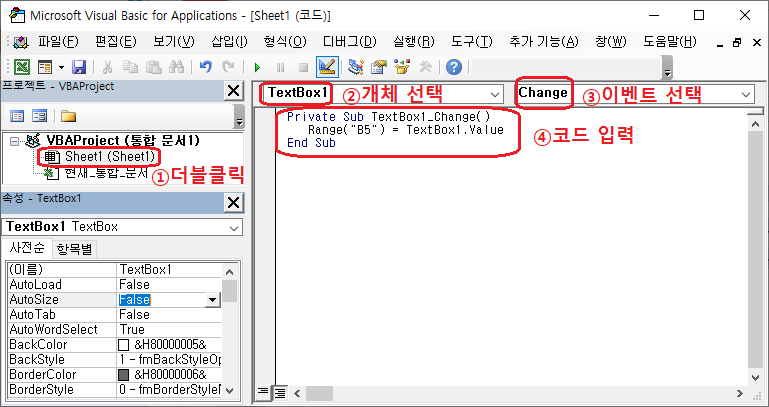 Microsoft Visual Basic for Applications - [Sheet1 (코드)]
파일(F) 편집(E) 보기(V) 삽입(I) 형식(O) 디버그(D) 실행(R) 도구(T) 추가 기능(A) 창(W) 도움말(H)
프로젝트 - VBAProject
VBAProject (통합 문서1)
Sheet1 (Sheet1)
현재_통합_문서
①더블클릭
속성 - TextBox1
TextBox1 TextBox
사전순 항목별
(이름) TextBox1
AutoLoad False
AutoSize False
AutoTab False
AutoWordSelect True
BackColor &H80000005&
BackStyle 1 - fmBackStyleOp
BorderColor &H80000006&
BorderStyle 0 - fmBorderStyle
TextBox1 ②개체 선택
Change ③이벤트 선택
Private Sub TextBox1_Change()
Range("B5") = TextBox1.Value
End Sub
④코드 입력